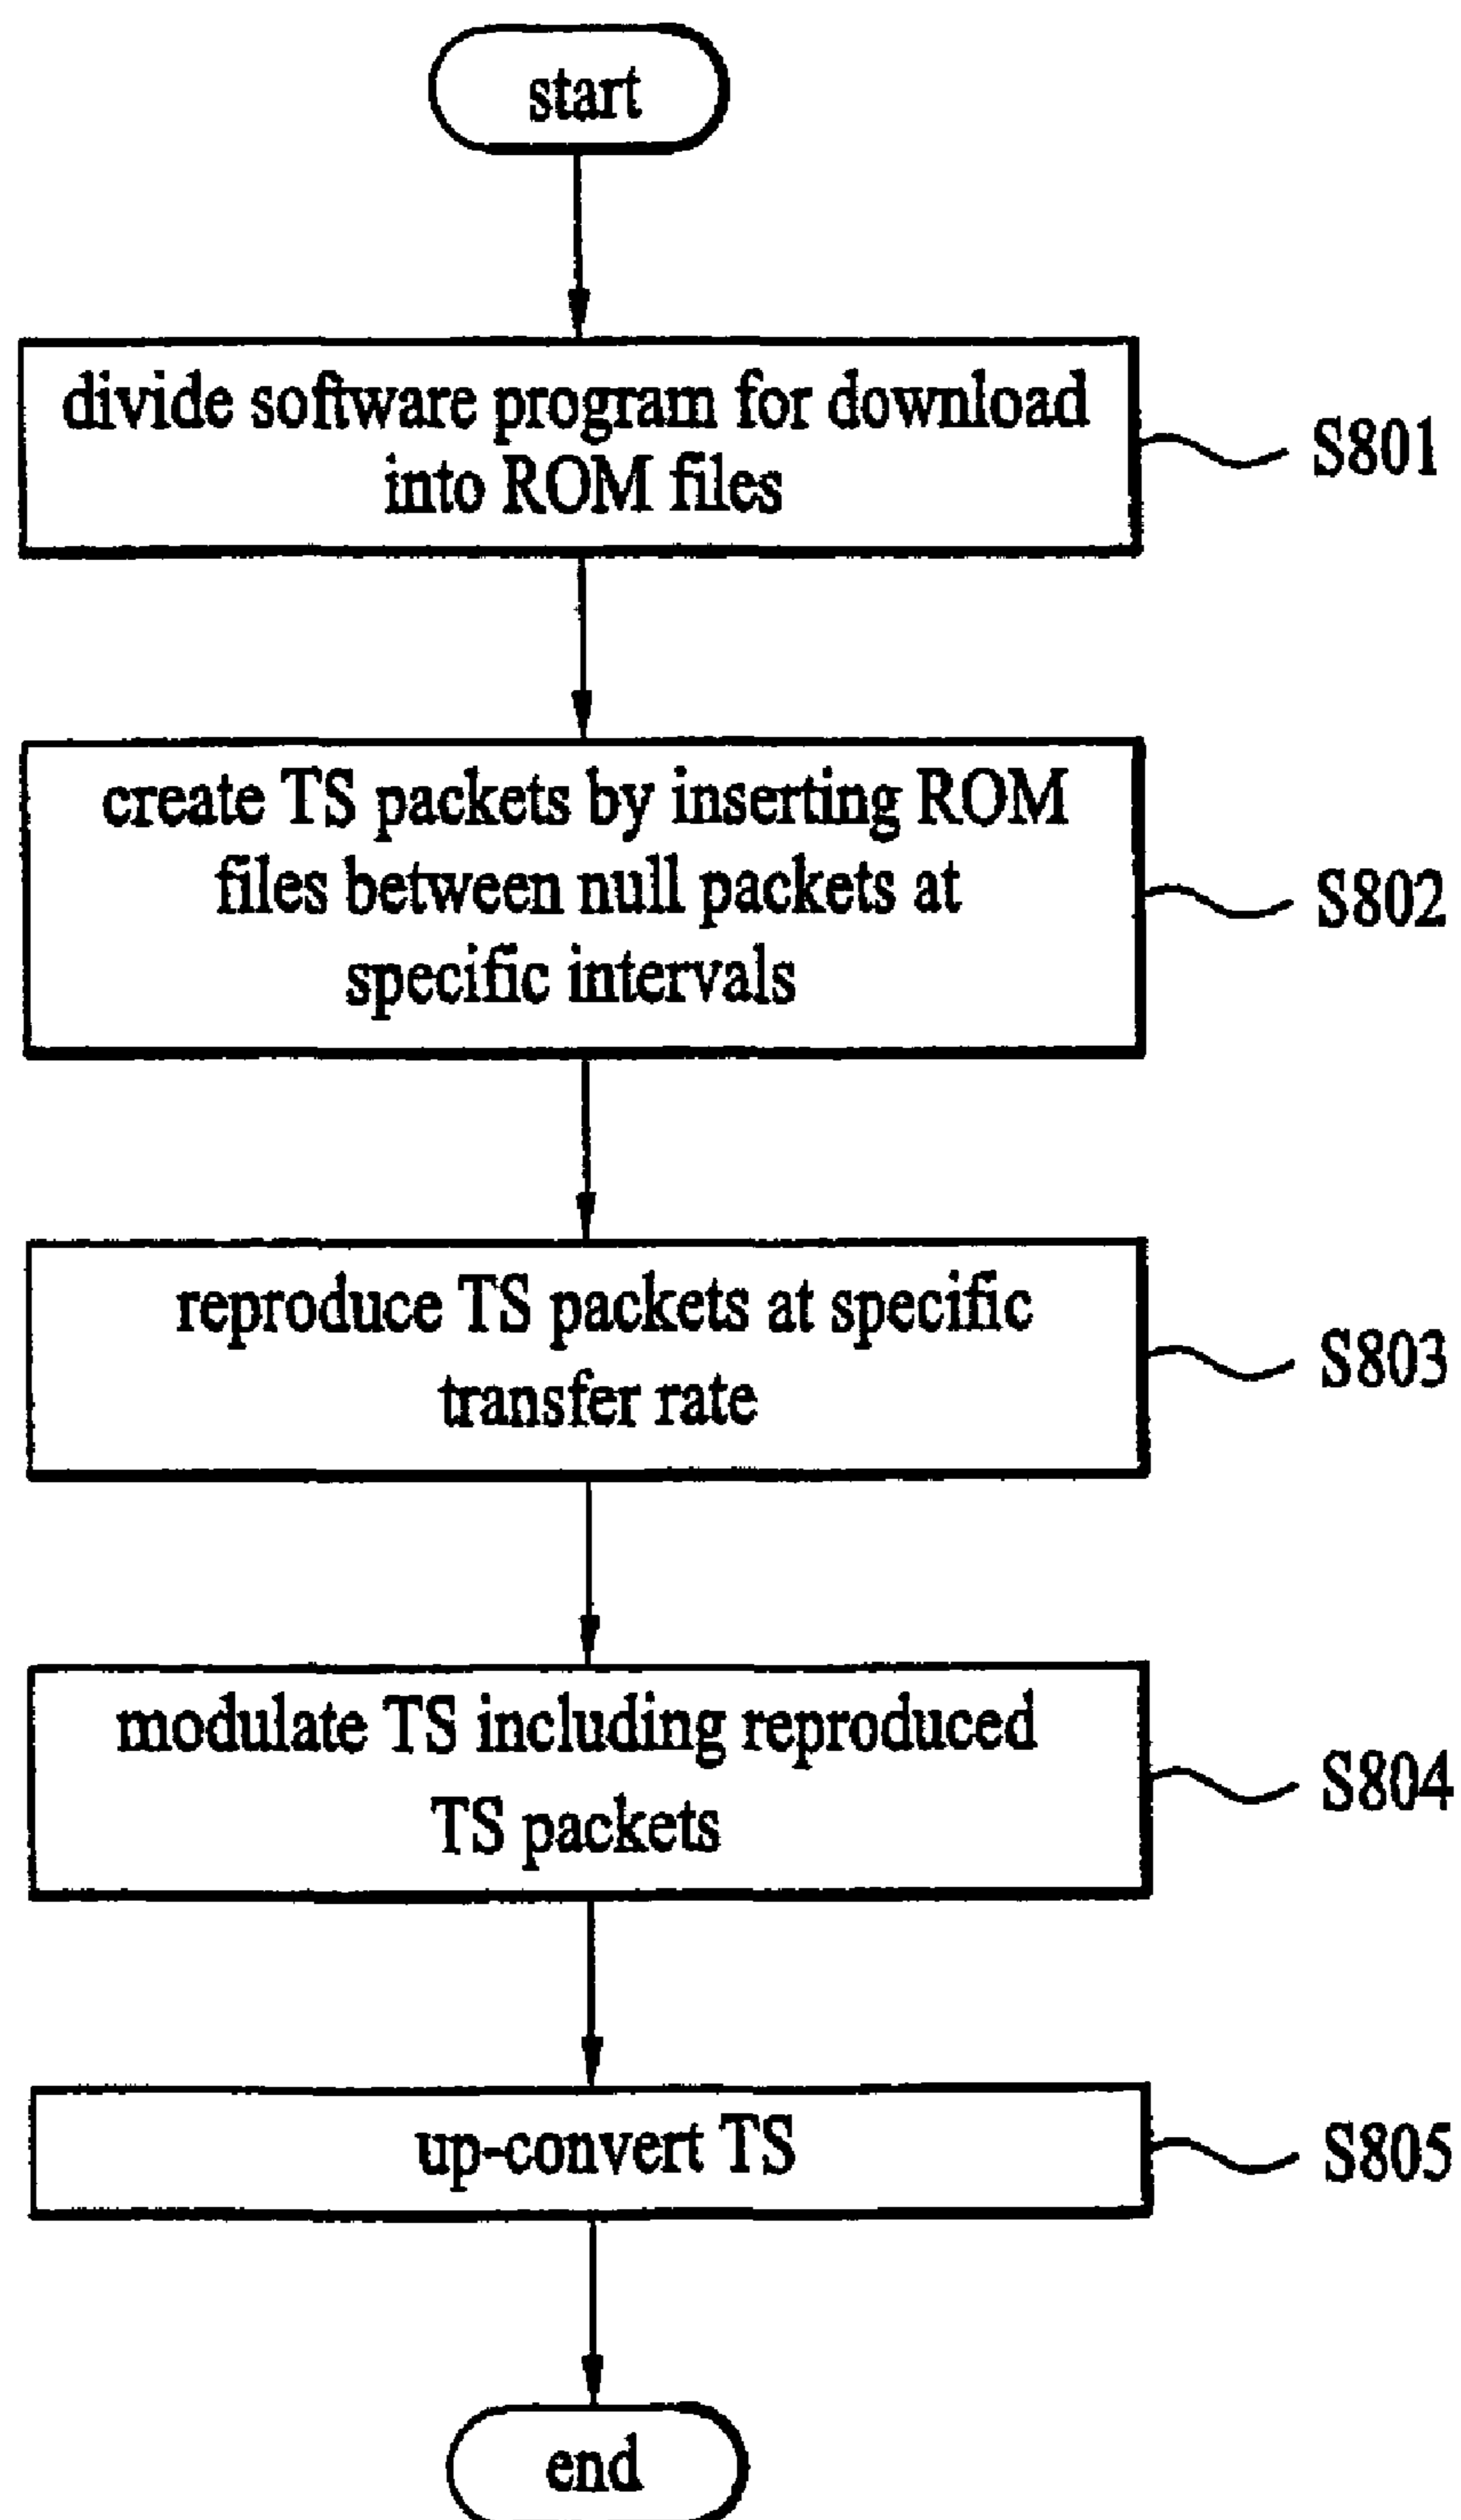 start
divide software program for download
into ROM files
S801
create TS packets by inserting ROM
files between null packets at
specific intervals
S802
reproduce TS packets at specific
transfer rate
S803
modulate TS including reproduced
TS packets
S804
up-convert TS
S805
end